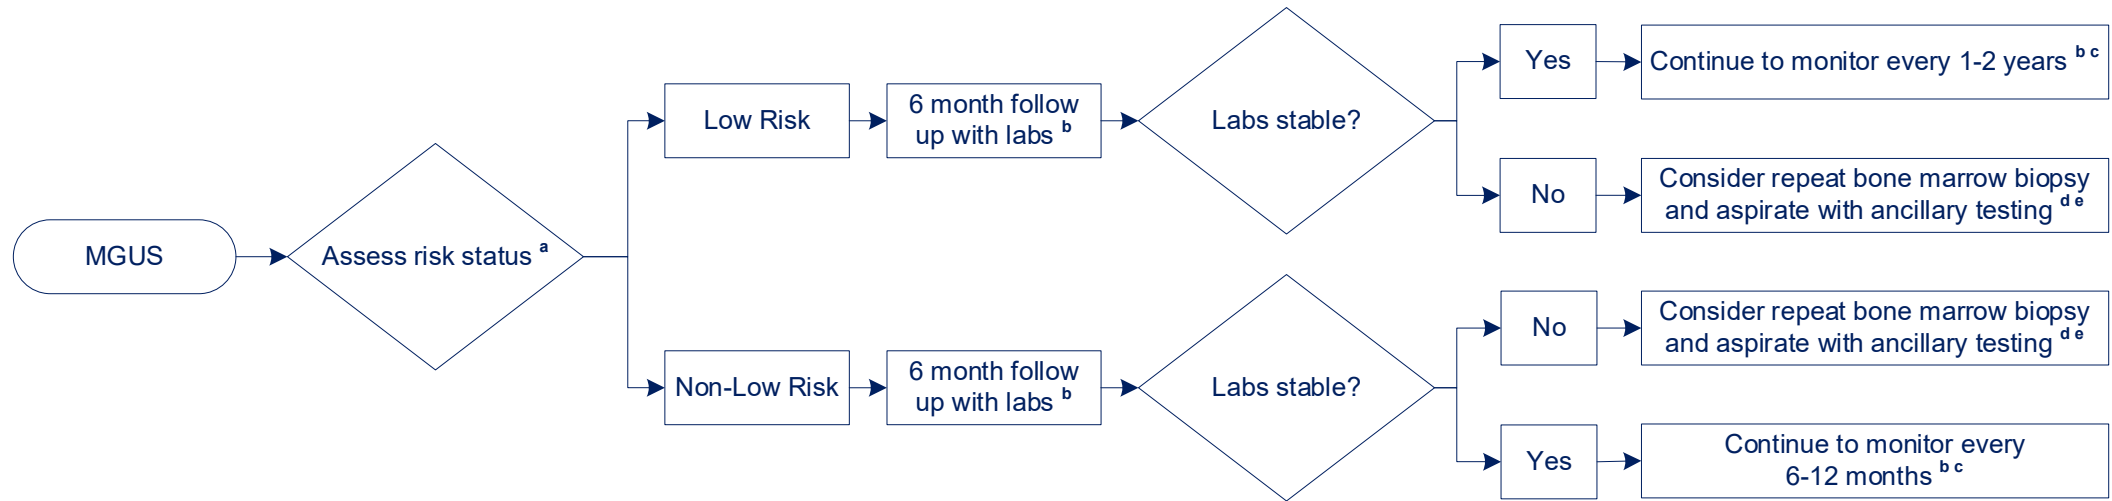 MGUS
Assess risk status a
Low Risk
6 month follow
up with labs b
Labs stable?
Yes
Continue to monitor every 1-2 years b c
No
Consider repeat bone marrow biopsy
and aspirate with ancillary testing d e
Non-Low Risk
6 month follow
up with labs b
Labs stable?
No
Consider repeat bone marrow biopsy
and aspirate with ancillary testing d e
Yes
Continue to monitor every
6-12 months b c